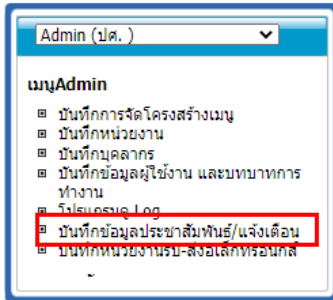 Admin (ปศ. )
เมนูAdmin
บันทึกการจัดโครงสร้างเมนู
บันทึกหน่วยงาน
บันทึกบุคลากร
บันทึกข้อมูลผู้ใช้งาน และบทบาทการ
ทำงาน
โปรแกรมดู Log
บันทึกข้อมูลประชาสัมพันธ์/แจ้งเตือน
บันทึกหน่วยงานรับ-ส่งอิเล็กทรอนิกส์